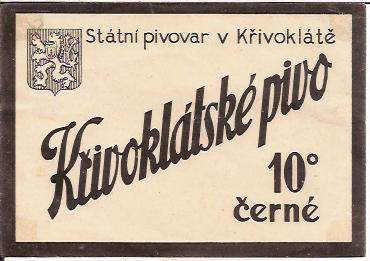 Státní pivovar v Křivoklátě
Křivoklátské pivo
10°
černé